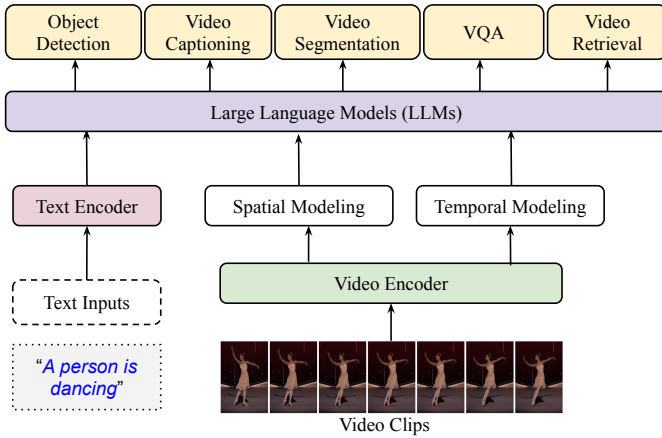 Object
Detection
Video
Captioning
Video
Segmentation
VQA
Video
Retrieval
Large Language Models (LLMs)
Text Encoder
Spatial Modeling
Temporal Modeling
Video Encoder
Text Inputs
“A person is
dancing”
Video Clips